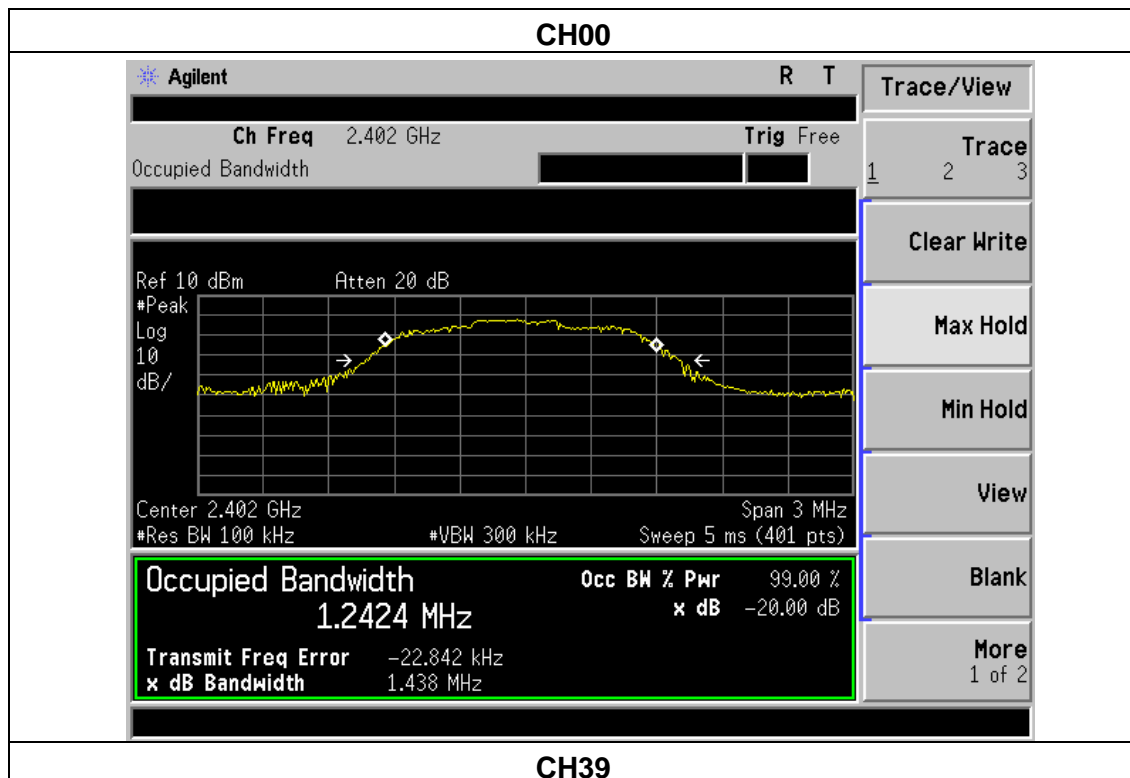 CH00
Agilent R T
Trace/View
Ch Freq 2.402 GHz Trig Free
Occupied Bandwidth
Trace
1 2 3
Clear Write
Max Hold
Min Hold
View
Blank
More
1 of 2
Ref 10 dBm Atten 20 dB
#Peak
Log
10
dB/
Center 2.402 GHz Span 3 MHz
#Res BW 100 kHz #VBW 300 kHz Sweep 5 ms (401 pts)
Occupied Bandwidth Occ BW % Pwr 99.00 %
1.2424 MHz x dB -20.00 dB
Transmit Freq Error -22.842 kHz
x dB Bandwidth 1.438 MHz
CH39